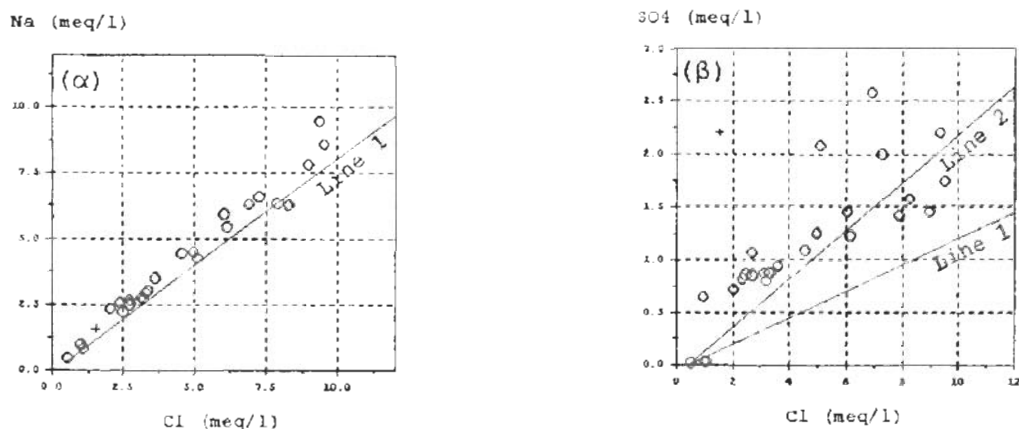 Na (meq/l)
(α)
10.0
7.5
5.0
2.5
0.0
0.0 2.5 5.0 7.5 10.0
Line 1
Cl (meq/l)
SO4 (meq/l)
(β)
3.0
2.5
2.0
1.5
1.0
0.5
0.0
0 2 4 6 8 10 12
Line 2
Line 1
Cl (meq/l)